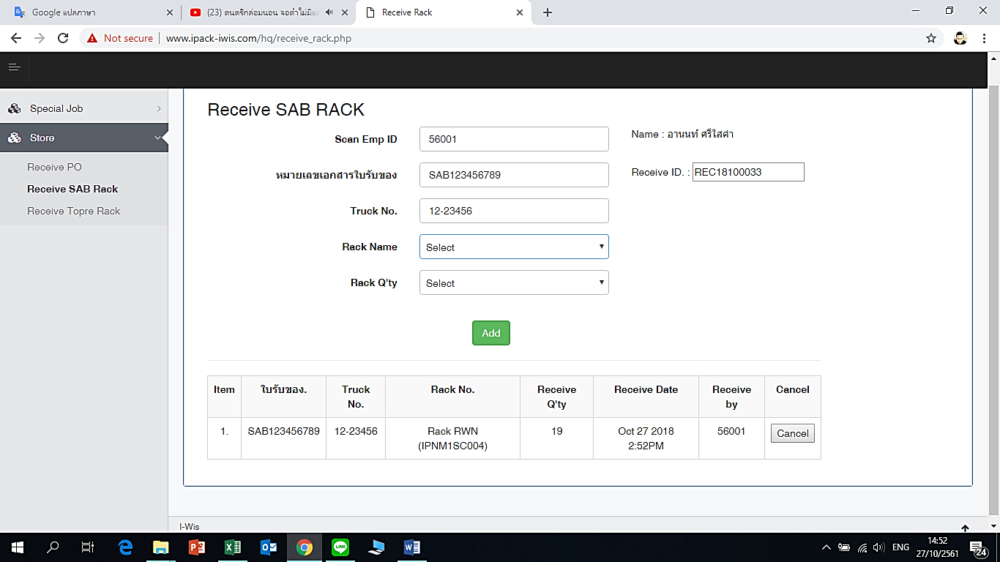 Google แปลภาษา
(23) ดนตรีกล่อมนอน จอดำไม่มีแ
Receive Rack
Not secure
www.ipack-iwis.com/hq/receive_rack.php
Special Job
Store
Receive PO
Receive SAB Rack
Receive Topre Rack
Receive SAB RACK
Scan Emp ID
56001
Name : อานนท์ ศรีใสคำ
หมายเลขเอกสารใบรับของ
SAB123456789
Receive ID. : REC18100033
Truck No.
12-23456
Rack Name
Select
Rack Q'ty
Select
Add
Item
ใบรับของ.
Truck
No.
Rack No.
Receive
Q'ty
Receive Date
Receive
by
Cancel
1.
SAB123456789
12-23456
Rack RWN
(IPNM1SC004)
19
Oct 27 2018
2:52PM
56001
Cancel
I-Wis
LINE
ENG
14:52
27/10/2561
24